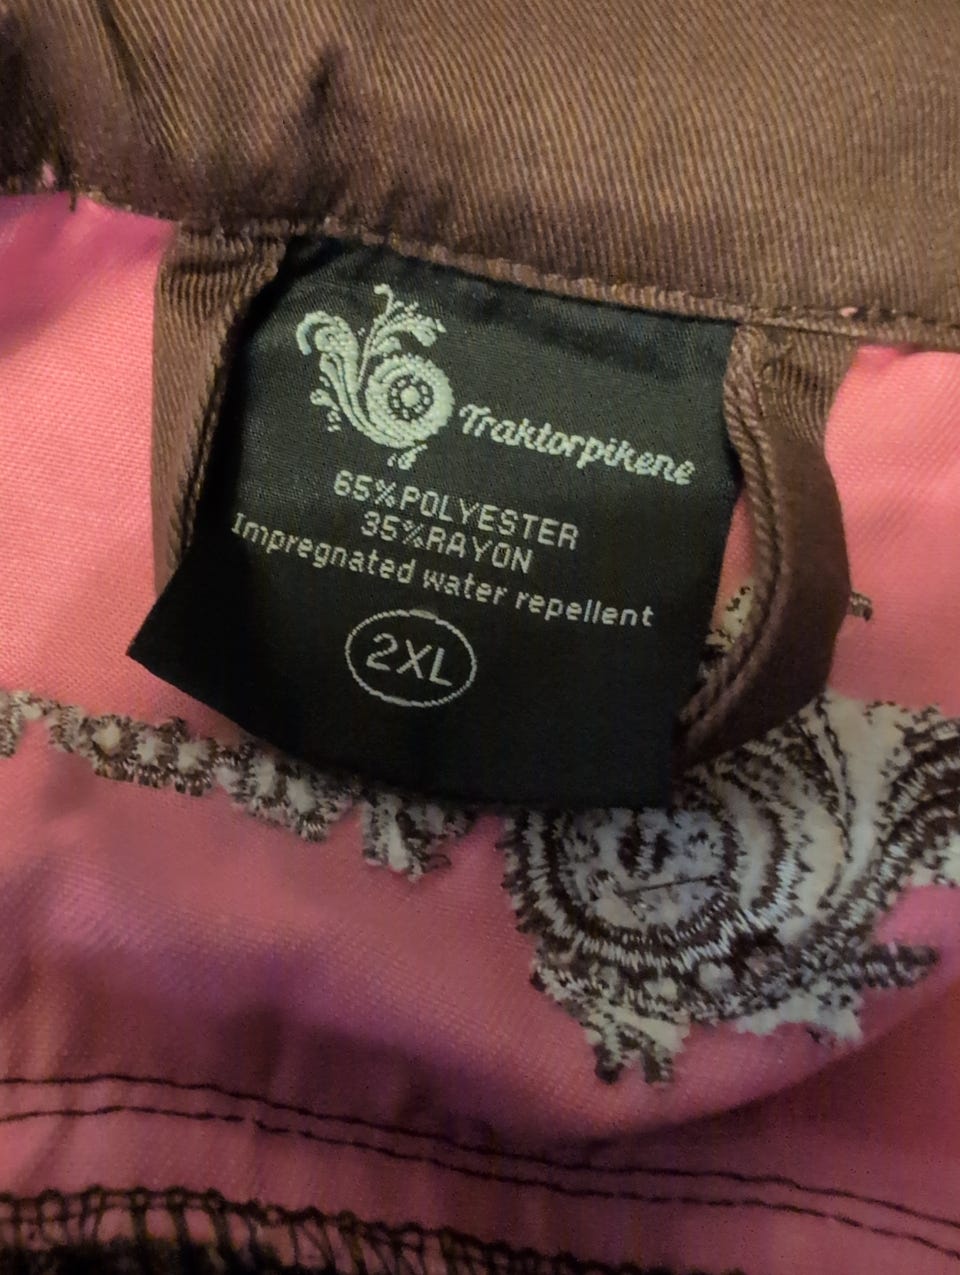 Traktorpikene
65%POLYESTER
35%RAYON
Impregnated water repellent
2XL